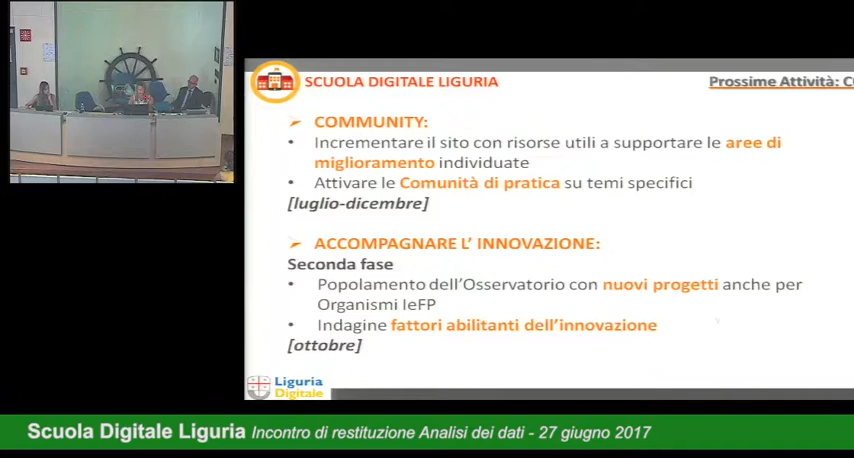 SCUOLA DIGITALE LIGURIA
Prossime Attività: C
➢ COMMUNITY:
• Incrementare il sito con risorse utili a supportare le aree di
miglioramento individuate
• Attivare le Comunità di pratica su temi specifici
[luglio-dicembre]
➢ ACCOMPAGNARE L' INNOVAZIONE:
Seconda fase
• Popolamento dell'Osservatorio con nuovi progetti anche per
Organismi IeFP
• Indagine fattori abilitanti dell'innovazione
[ottobre]
Liguria
Digitale
Scuola Digitale Liguria Incontro di restituzione Analisi dei dati - 27 giugno 2017